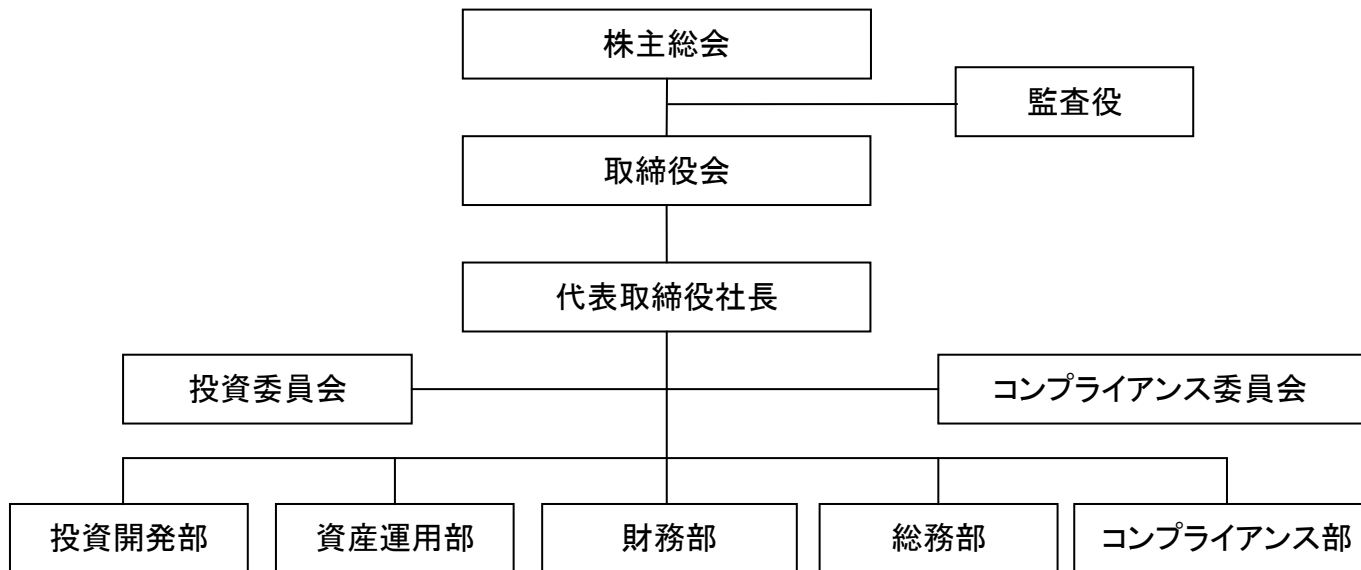 株主総会
監査役
取締役会
代表取締役社長
投資委員会
コンプライアンス委員会
投資開発部
資産運用部
財務部
総務部
コンプライアンス部